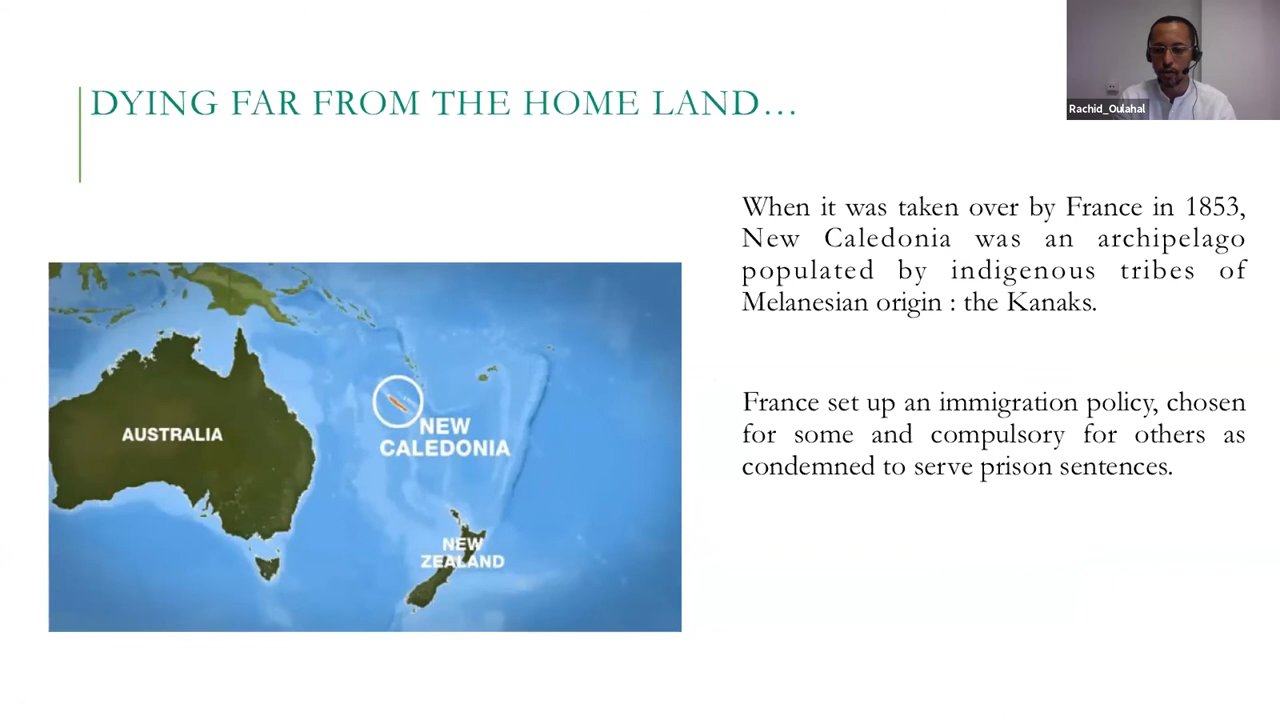 DYING FAR FROM THE HOME LAND...
Rachid_Oulahal
When it was taken over by France in 1853,
New Caledonia was an archipelago
populated by indigenous tribes of
Melanesian origin : the Kanaks.
France set up an immigration policy, chosen
for some and compulsory for others as
condemned to serve prison sentences.
AUSTRALIA
NEW
CALEDONIA
NEW
ZEALAND